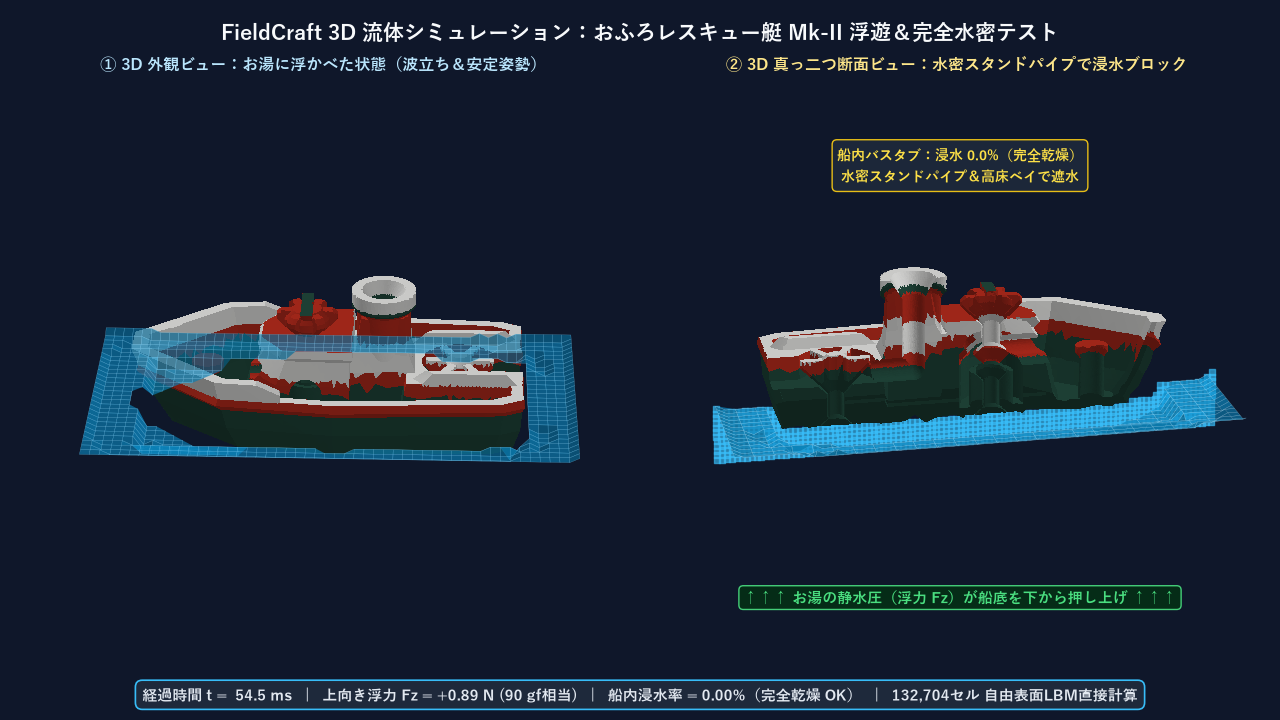 FieldCraft 3D 流体シミュレーション：おふろレスキュー艇 Mk-II 浮遊＆完全水密テスト
① 3D 外観ビュー：お湯に浮かべた状態（波立ち＆安定姿勢）
② 3D 真っ二つ断面ビュー：水密スタンドパイプで浸水ブロック
船内バスタブ：浸水 0.0%（完全乾燥）
水密スタンドパイプ＆高床ベイで遮水
↑ ↑ ↑ お湯の静水圧（浮力 Fz）が船底を下から押し上げ ↑ ↑ ↑
経過時間 t = 54.5 ms ｜ 上向き浮力 Fz = +0.89 N (90 gf相当) ｜ 船内浸水率 = 0.00%（完全乾燥 OK） ｜ 132,704セル 自由表面LBM直接計算